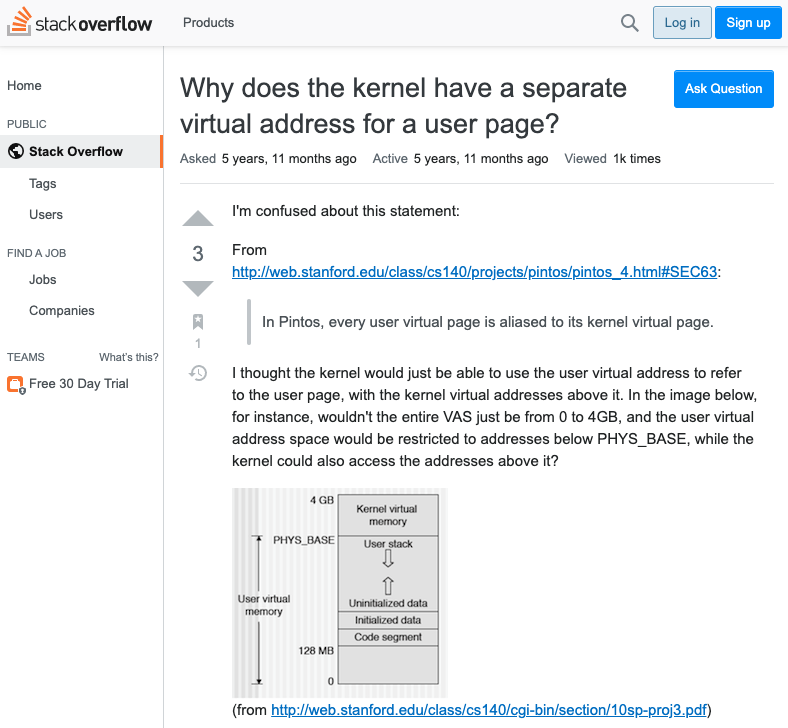 stackoverflow
Products
Log in
Sign up
Home
PUBLIC
Stack Overflow
Tags
Users
FIND A JOB
Jobs
Companies
TEAMS
What's this?
Free 30 Day Trial
Why does the kernel have a separate
virtual address for a user page?
Ask Question
Asked 5 years, 11 months ago Active 5 years, 11 months ago Viewed 1k times
3
1
I'm confused about this statement:
From
http://web.stanford.edu/class/cs140/projects/pintos/pintos_4.html#SEC63:
In Pintos, every user virtual page is aliased to its kernel virtual page.
I thought the kernel would just be able to use the user virtual address to refer
to the user page, with the kernel virtual addresses above it. In the image below,
for instance, wouldn't the entire VAS just be from 0 to 4GB, and the user virtual
address space would be restricted to addresses below PHYS_BASE, while the
kernel could also access the addresses above it?
4 GB
Kernel virtual
memory
PHYS_BASE
User stack
User virtual
memory
Uninitialized data
Initialized data
Code segment
128 MB
0
(from http://web.stanford.edu/class/cs140/cgi-bin/section/10sp-proj3.pdf)